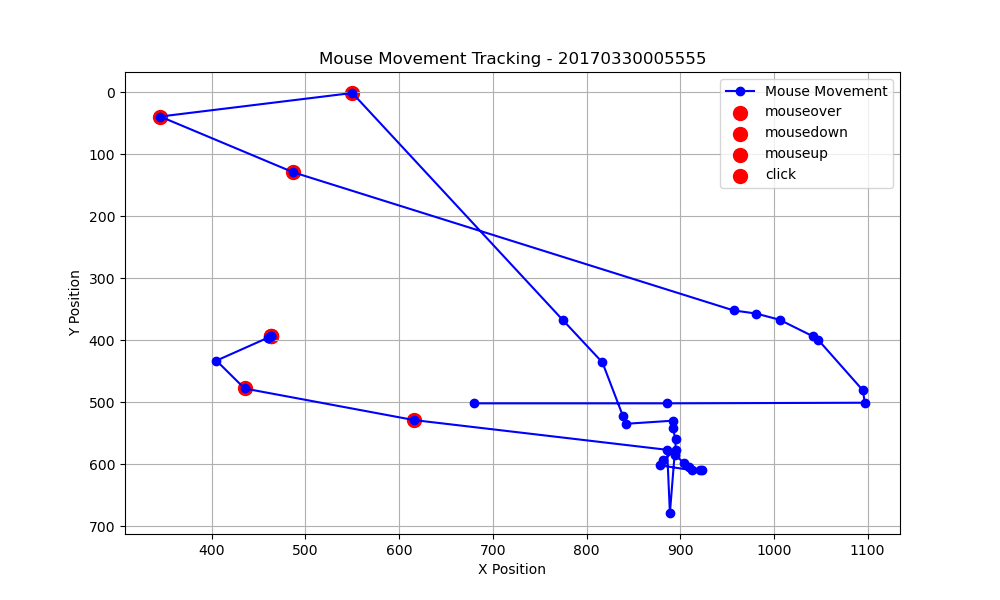 Mouse Movement Tracking - 20170330005555
Mouse Movement
mouseover
mousedown
mouseup
click
Y Position
0
100
200
300
400
500
600
700
400
500
600
700
800
900
1000
1100
X Position